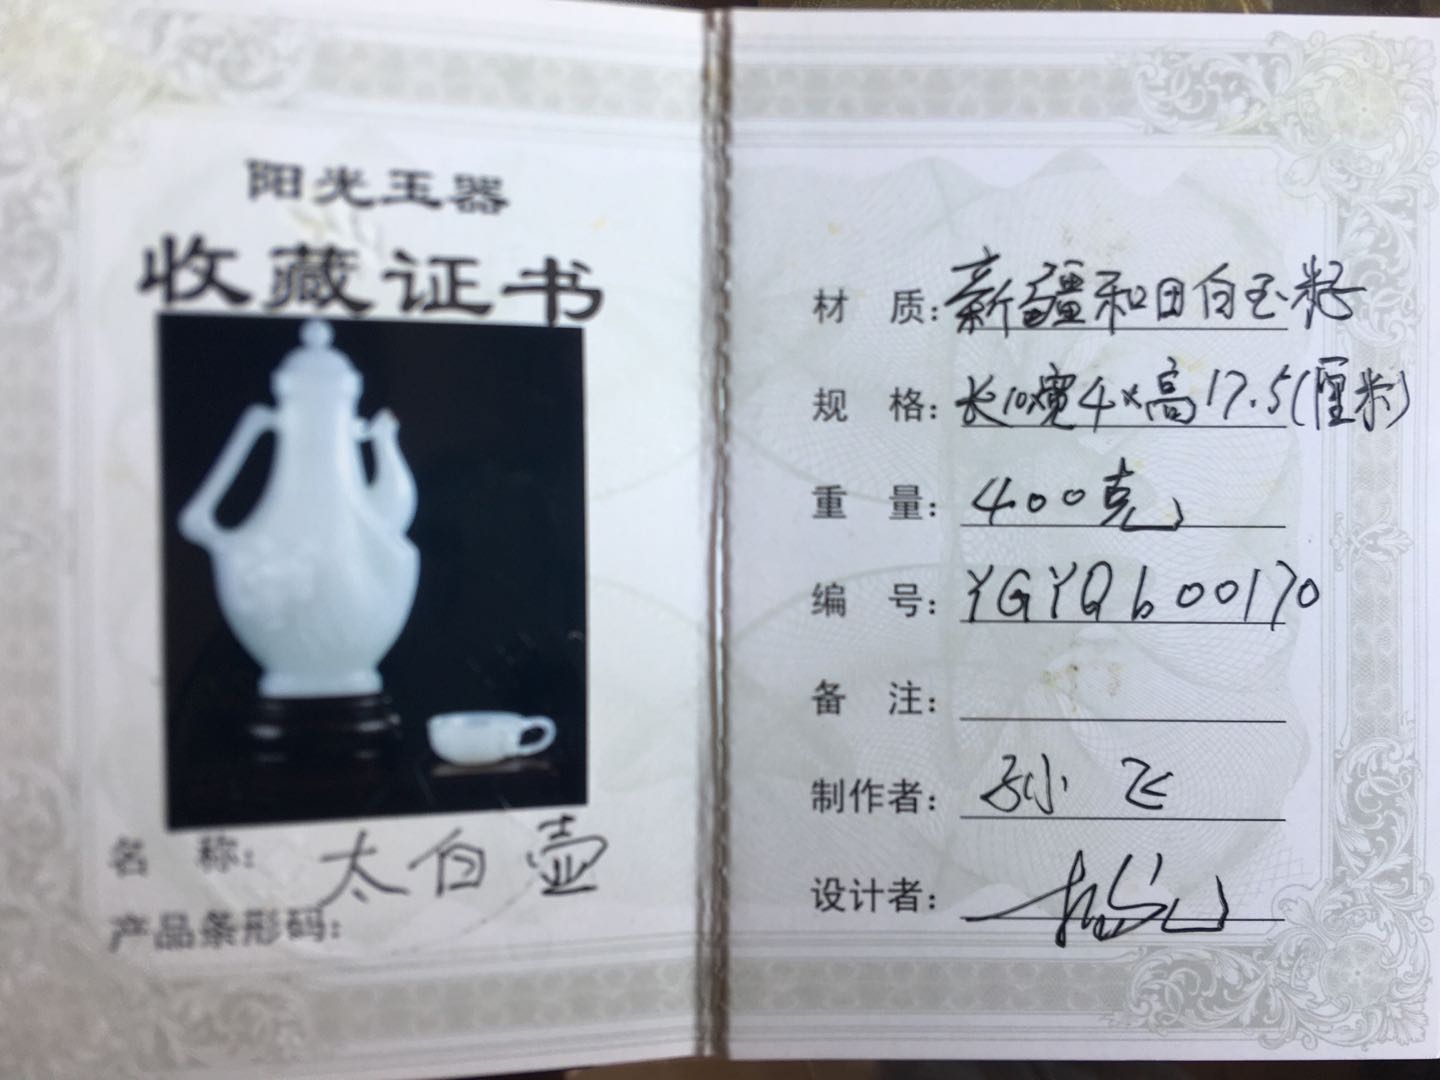 阳光玉器
收藏证书
名 称: 太白壶
产品条形码:
材 质: 新疆和田白玉籽
规 格: 长10x宽4x高17.5(厘米)
重 量: 400克
编 号: YGYQb00170
备 注:
制作者: 孙飞
设计者: